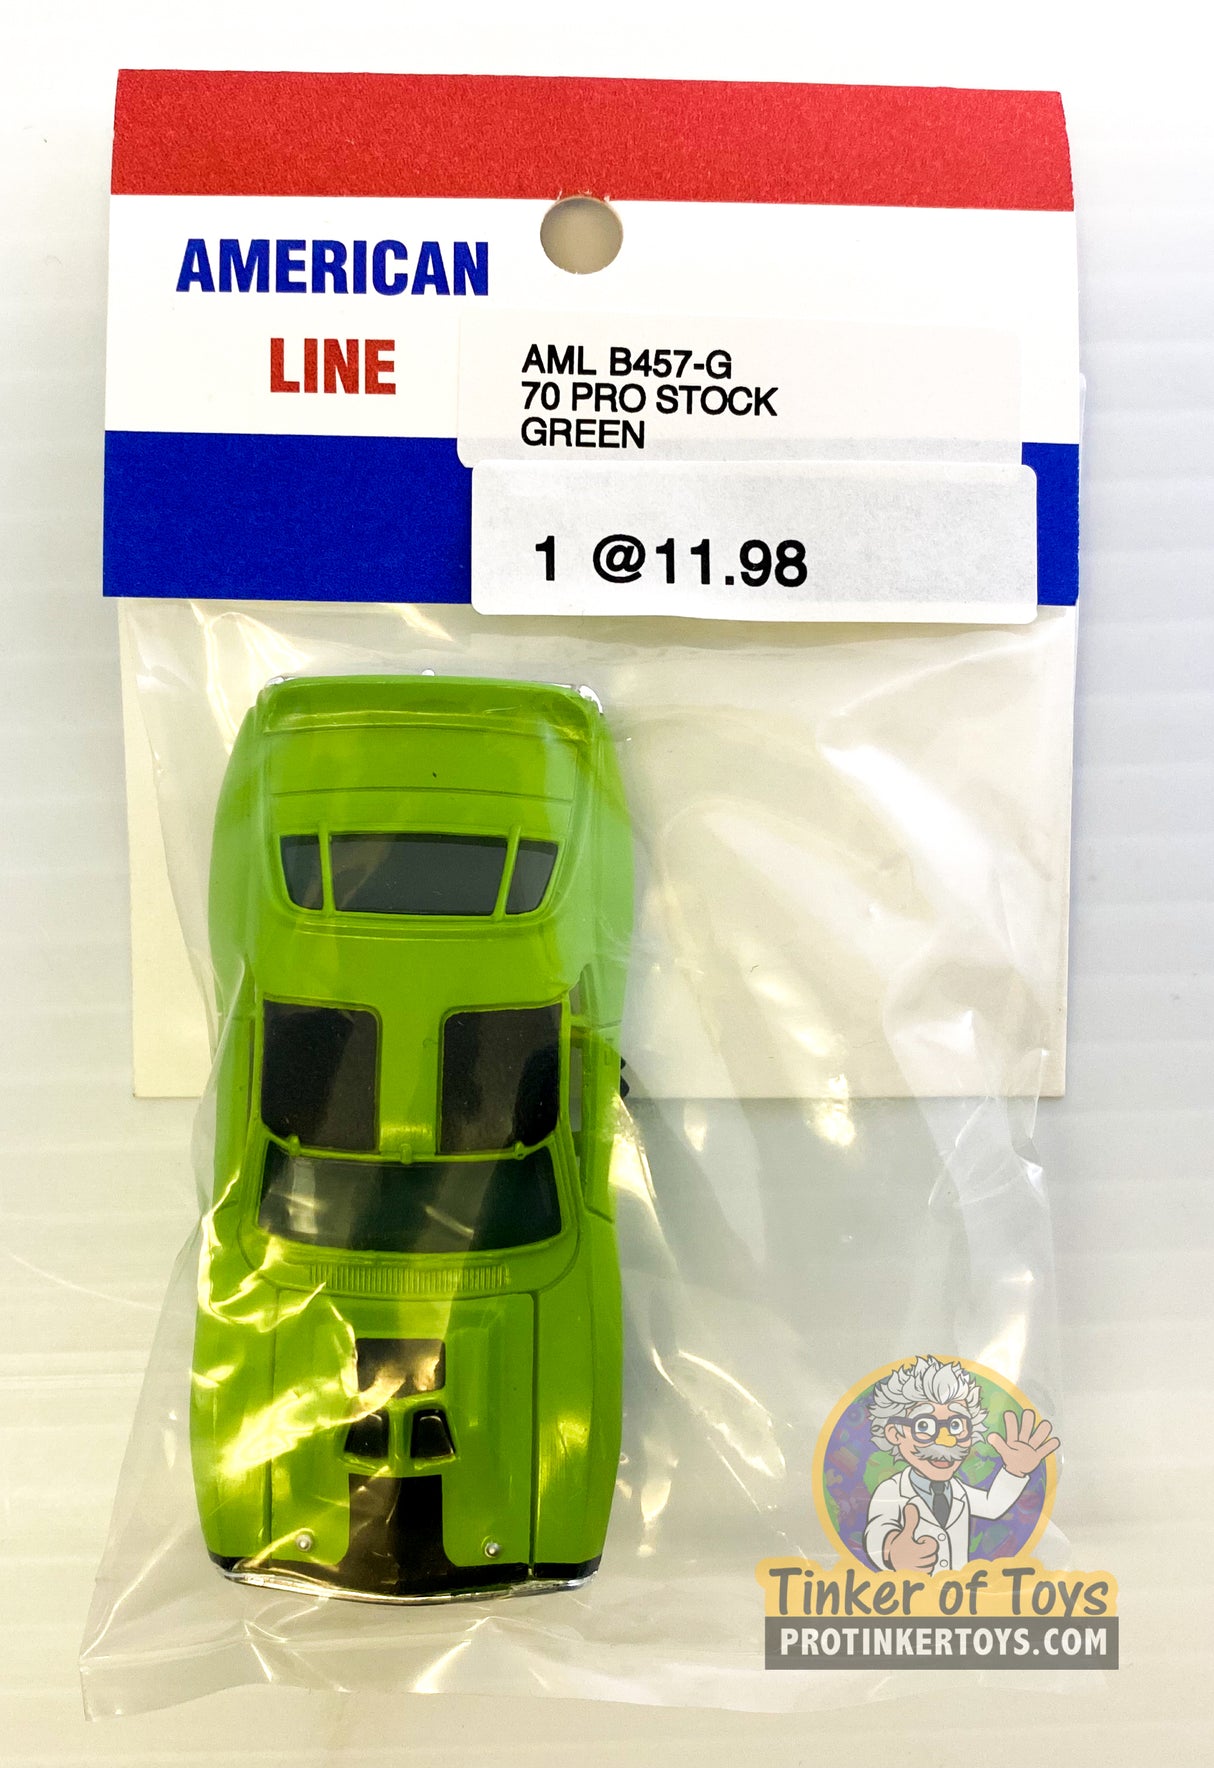 AMERICAN
LINE
AML B457-G
70 PRO STOCK
GREEN
1 @11.98
Tinker of Toys
PROTINKERTOYS.COM